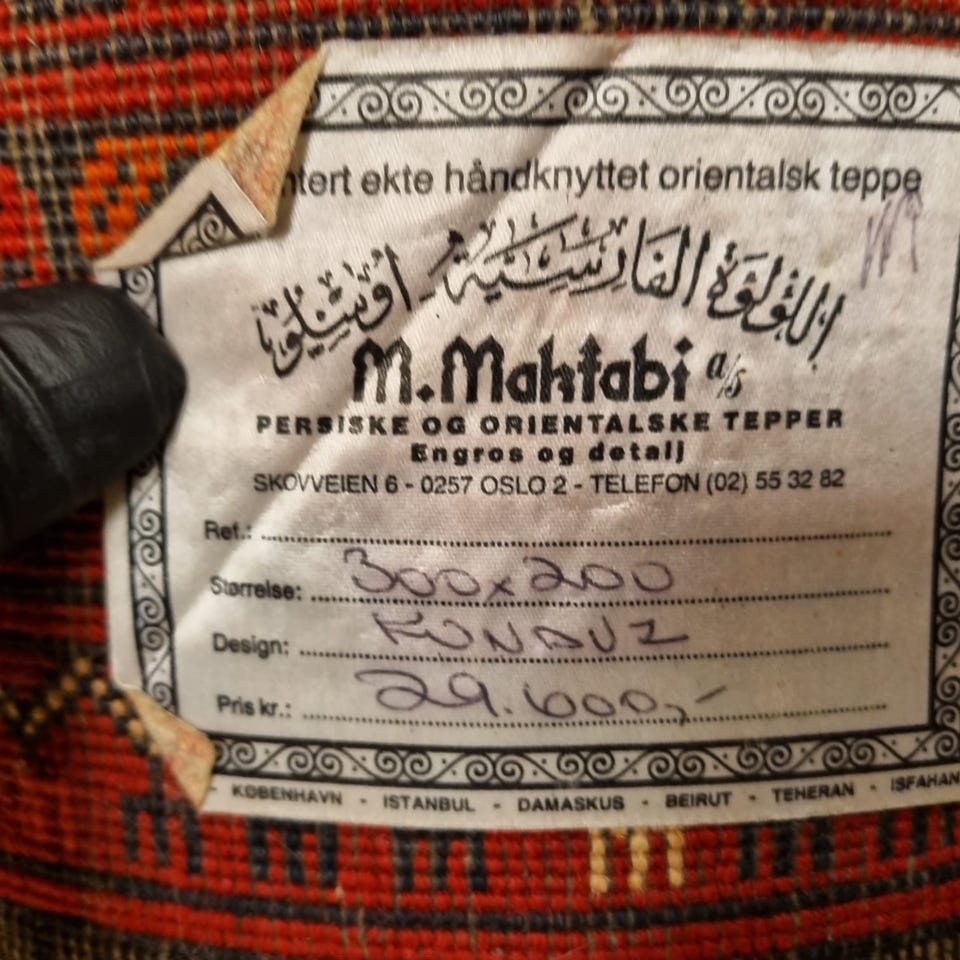 ntert ekte håndknyttet orientalsk teppe
اللؤلؤة الفارسية - اوسلو
M. Mahtabi a/s
PERSISKE OG ORIENTALSKE TEPPER
Engros og detalj
SKOVVEIEN 6 - 0257 OSLO 2 - TELEFON (02) 55 32 82
Ref.:
Størrelse: 300x200
Design: KUNDUZ
Pris kr.: 29.600,-
- KØBENHAVN - ISTANBUL - DAMASKUS - BEIRUT - TEHERAN - ISFAHAN